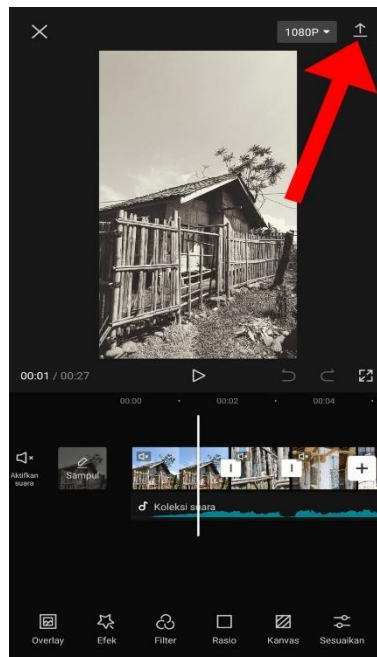 1080P
00:01 / 00:27
00:00
00:02
00:04
Aktifkan
suara
Sampul
Koleksi suara
Overlay
Efek
Filter
Rasio
Kanvas
Sesuaikan